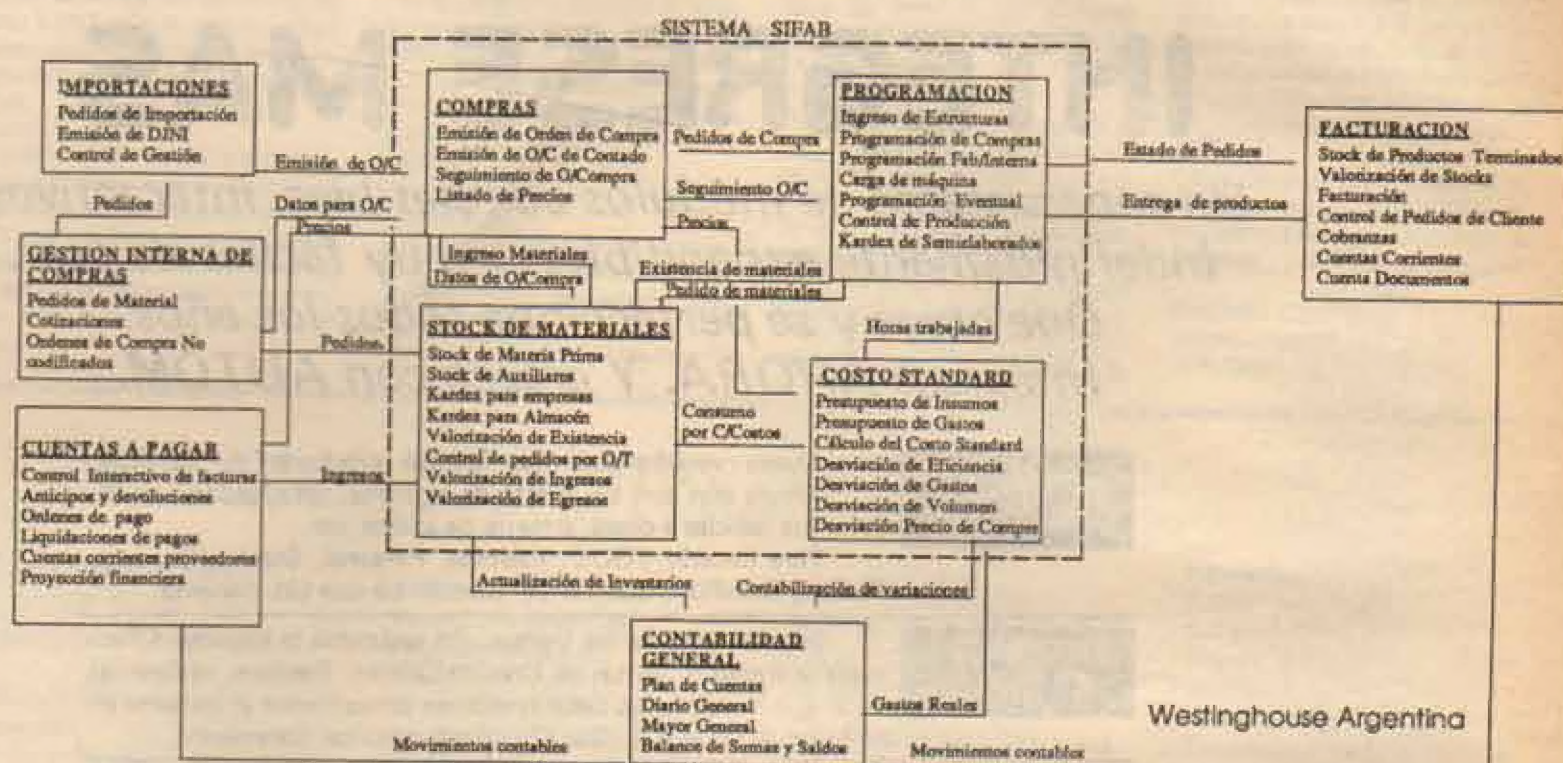 SISTEMA SIFAB
IMPORTACIONES
Pedidos de Importación
Emisión de DJNI
Control de Gestión
Emisión de O/C
COMPRAS
Emisión de Orden de Compra
Emisión de O/C de Contado
Seguimiento de O/Compra
Listado de Precios
Pedidos de Compra
Seguimiento O/C
Precios
PROGRAMACION
Ingreso de Estructuras
Programación de Compras
Programación Fab/Interna
Carga de máquina
Programación Eventual
Control de Producción
Kardex de Semielaborados
Estado de Pedidos
Entrega de productos
FACTURACION
Stock de Productos Terminados
Valorización de Stocks
Facturación
Control de Pedidos de Cliente
Cobranzas
Cuentas Corrientes
Cuenta Documentos
Pedidos
Datos para O/C
Precios
GESTION INTERNA DE
COMPRAS
Pedidos de Material
Cotizaciones
Ordenes de Compra No
codificados
Pedidos
Ingreso Materiales
Datos de O/Compra
Existencia de materiales
Pedido de materiales
Horas trabajadas
STOCK DE MATERIALES
Stock de Materia Prima
Stock de Auxiliares
Kardex para empresas
Kardex para Almacén
Valorización de Existencia
Control de pedidos por O/T
Valorización de Ingresos
Valorización de Egresos
Consumo
por C/Costos
COSTO STANDARD
Presupuesto de Insumos
Presupuesto de Gastos
Cálculo del Costo Standard
Desviación de Eficiencia
Desviación de Gastos
Desviación de Volumen
Desviación Precio de Compra
CUENTAS A PAGAR
Control Interactivo de facturas
Anticipos y devoluciones
Ordenes de pago
Liquidaciones de pagos
Cuentas corrientes proveedores
Proyección financiera
Ingresos
Actualización de Inventarios
Contabilización de variaciones
CONTABILIDAD
GENERAL
Plan de Cuentas
Diario General
Mayor General
Balance de Sumas y Saldos
Gastos Reales
Movimientos contables
Movimientos contables
Westinghouse Argentina